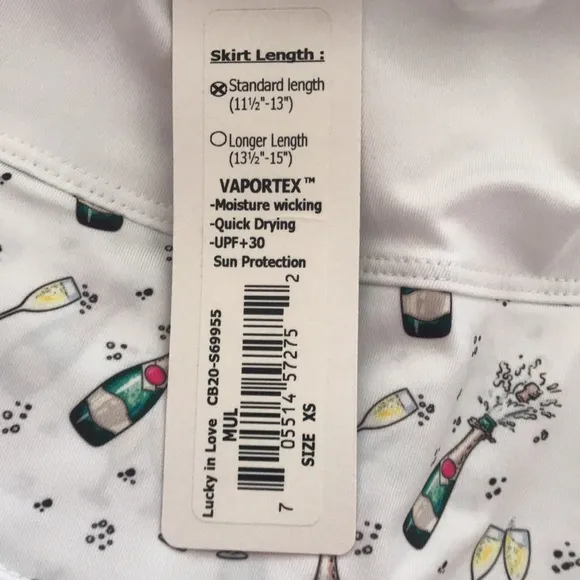 Skirt Length :
Standard length
(11½"-13")
Longer Length
(13½"-15")
VAPORTEX™
-Moisture wicking
-Quick Drying
-UPF+30
Sun Protection
Lucky in Love CB20-S69955
MUL
7 05514 57275 2
SIZE XS